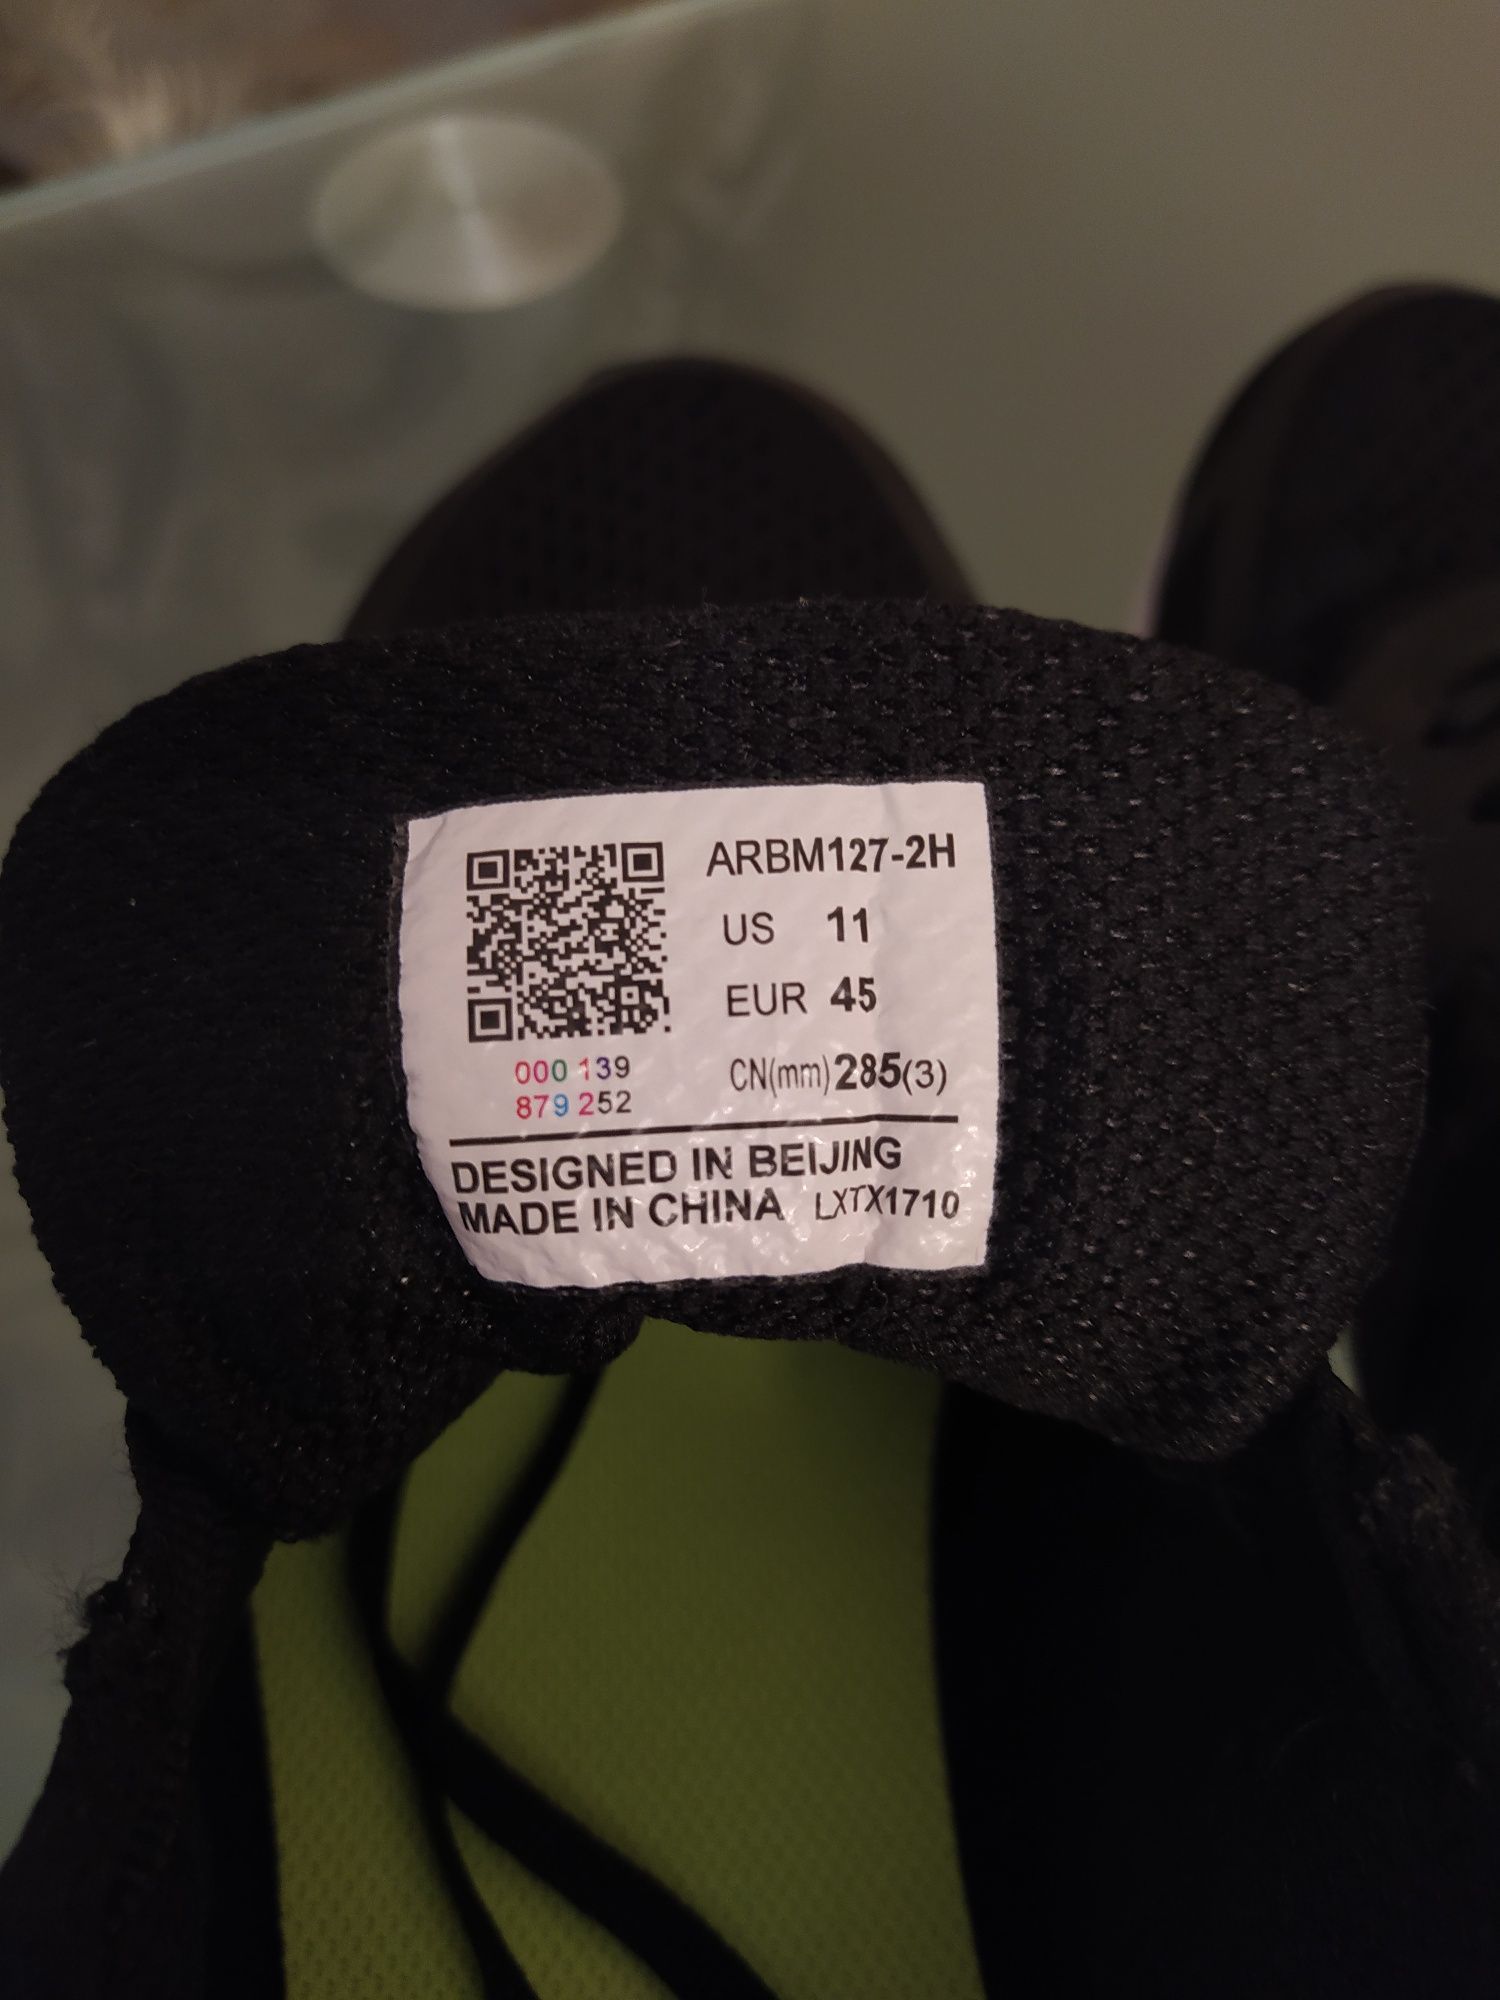 ARBM127-2H
US 11
EUR 45
CN(mm) 285(3)
000 139
879 252
DESIGNED IN BEIJING
MADE IN CHINA LXTX1710